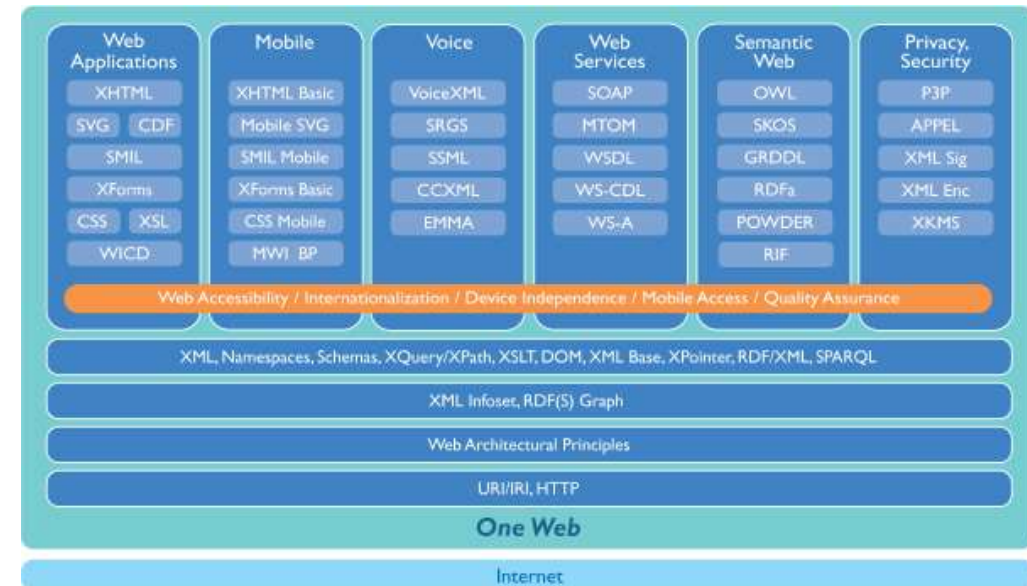 Web
Applications
XHTML
SVG CDF
SMIL
XForms
CSS XSL
WICD
Mobile
XHTML Basic
Mobile SVG
SMIL Mobile
XForms Basic
CSS Mobile
MWI BP
Voice
VoiceXML
SRGS
SSML
CCXML
EMMA
Web
Services
SOAP
MTOM
WSDL
WS-CDL
WS-A
Semantic
Web
OWL
SKOS
GRDDL
RDFa
POWDER
RIF
Privacy,
Security
P3P
APPEL
XML Sig
XML Enc
XKMS
Web Accessibility / Internationalization / Device Independence / Mobile Access / Quality Assurance
XML, Namespaces, Schemas, XQuery/XPath, XSLT, DOM, XML Base, XPointer, RDF/XML, SPARQL
XML Infoset, RDF(S) Graph
Web Architectural Principles
URI/IRI, HTTP
One Web
Internet